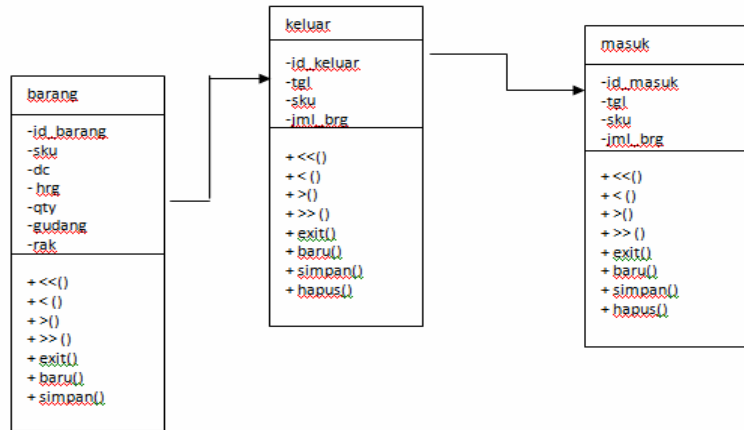 barang
-id_barang
-sku
-dc
- hrg
-qty
-gudang
-rak
+ <<()
+ < ()
+ >()
+ >> ()
+ exit()
+ baru()
+ simpan()
keluar
-id_keluar
-tgl
-sku
-jml_brg
+ <<()
+ < ()
+ >()
+ >> ()
+ exit()
+ baru()
+ simpan()
+ hapus()
masuk
-id_masuk
-tgl
-sku
-jml_brg
+ <<()
+ < ()
+ >()
+ >> ()
+ exit()
+ baru()
+ simpan()
+ hapus()